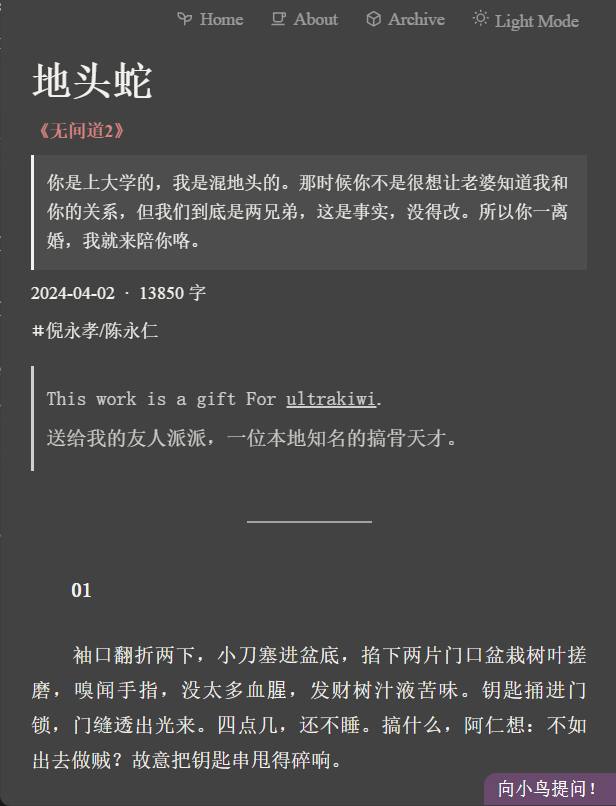 Home About Archive Light Mode
地头蛇
《无间道2》
你是上大学的，我是混地头的。那时候你不是很想让老婆知道我和
你的关系，但我们到底是两兄弟，这是事实，没得改。所以你一离
婚，我就来陪你咯。
2024-04-02 · 13850 字
#倪永孝/陈永仁
This work is a gift For ultrakiwi.
送给我的友人派派，一位本地知名的搞骨天才。
01
袖口翻折两下，小刀塞进盆底，掐下两片门口盆栽树叶搓
磨，嗅闻手指，没太多血腥，发财树汁液苦味。钥匙捅进门
锁，门缝透出光来。四点几，还不睡。搞什么，阿仁想：不如
出去做贼？故意把钥匙串甩得碎响。
向小鸟提问！